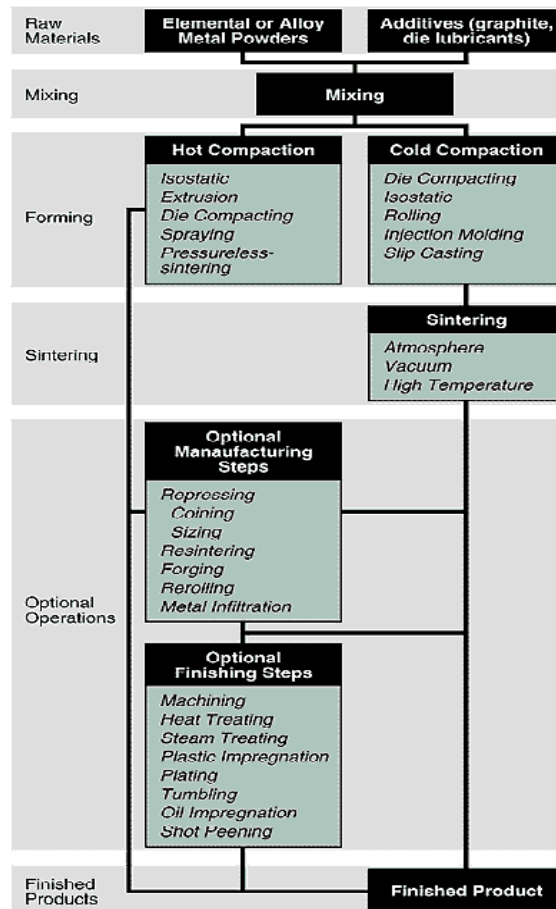 Raw
Materials
Elemental or Alloy
Metal Powders
Additives (graphite,
die lubricants)
Mixing
Mixing
Forming
Hot Compaction
Isostatic
Extrusion
Die Compacting
Spraying
Pressureless-
sintering
Cold Compaction
Die Compacting
Isostatic
Rolling
Injection Molding
Slip Casting
Sintering
Sintering
Atmosphere
Vacuum
High Temperature
Optional
Operations
Optional
Manaufacturing
Steps
Repressing
Coining
Sizing
Resintering
Forging
Rerolling
Metal Infiltration
Optional
Finishing Steps
Machining
Heat Treating
Steam Treating
Plastic Impregnation
Plating
Tumbling
Oil Impregnation
Shot Peening
Finished
Products
Finished Product